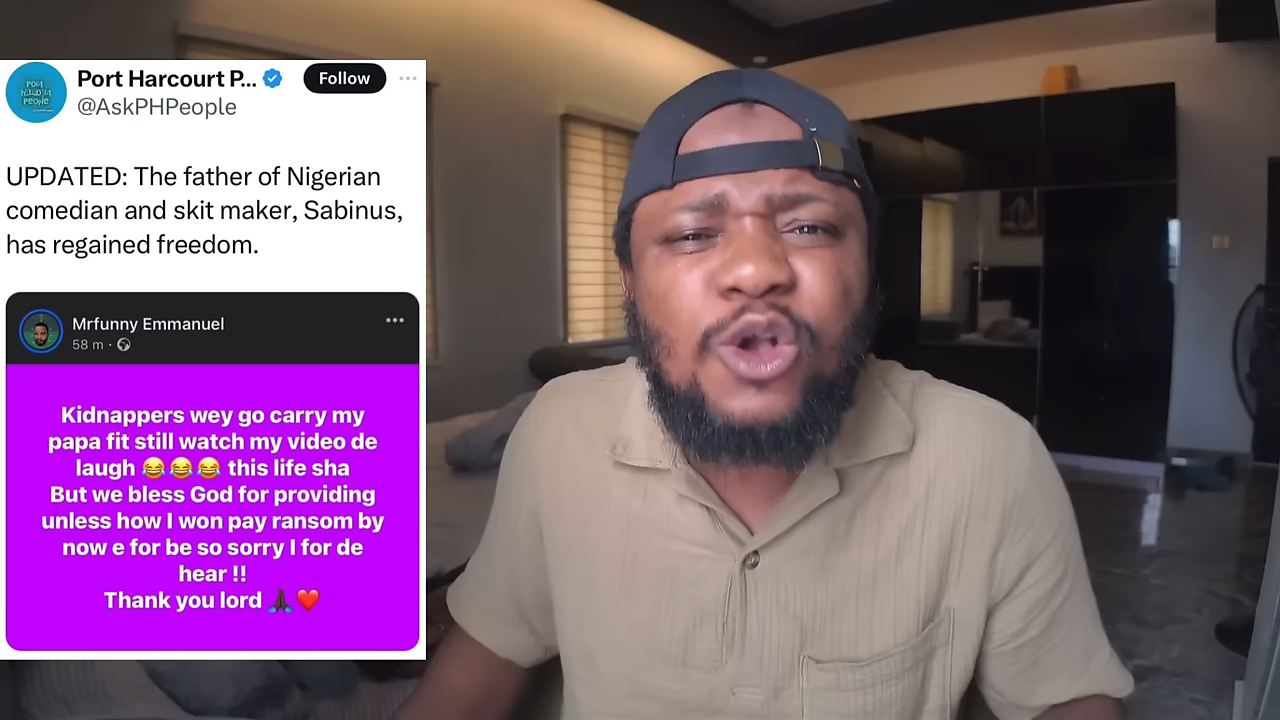 Port Harcourt P...
Follow
@AskPHPeople
UPDATED: The father of Nigerian
comedian and skit maker, Sabinus,
has regained freedom.
Mrfunny Emmanuel
58 m ·
Kidnappers wey go carry my
papa fit still watch my video de
laugh 😂😂😂 this life sha
But we bless God for providing
unless how I won pay ransom by
now e for be so sorry I for de
hear !!
Thank you lord 🙏🏿❤️